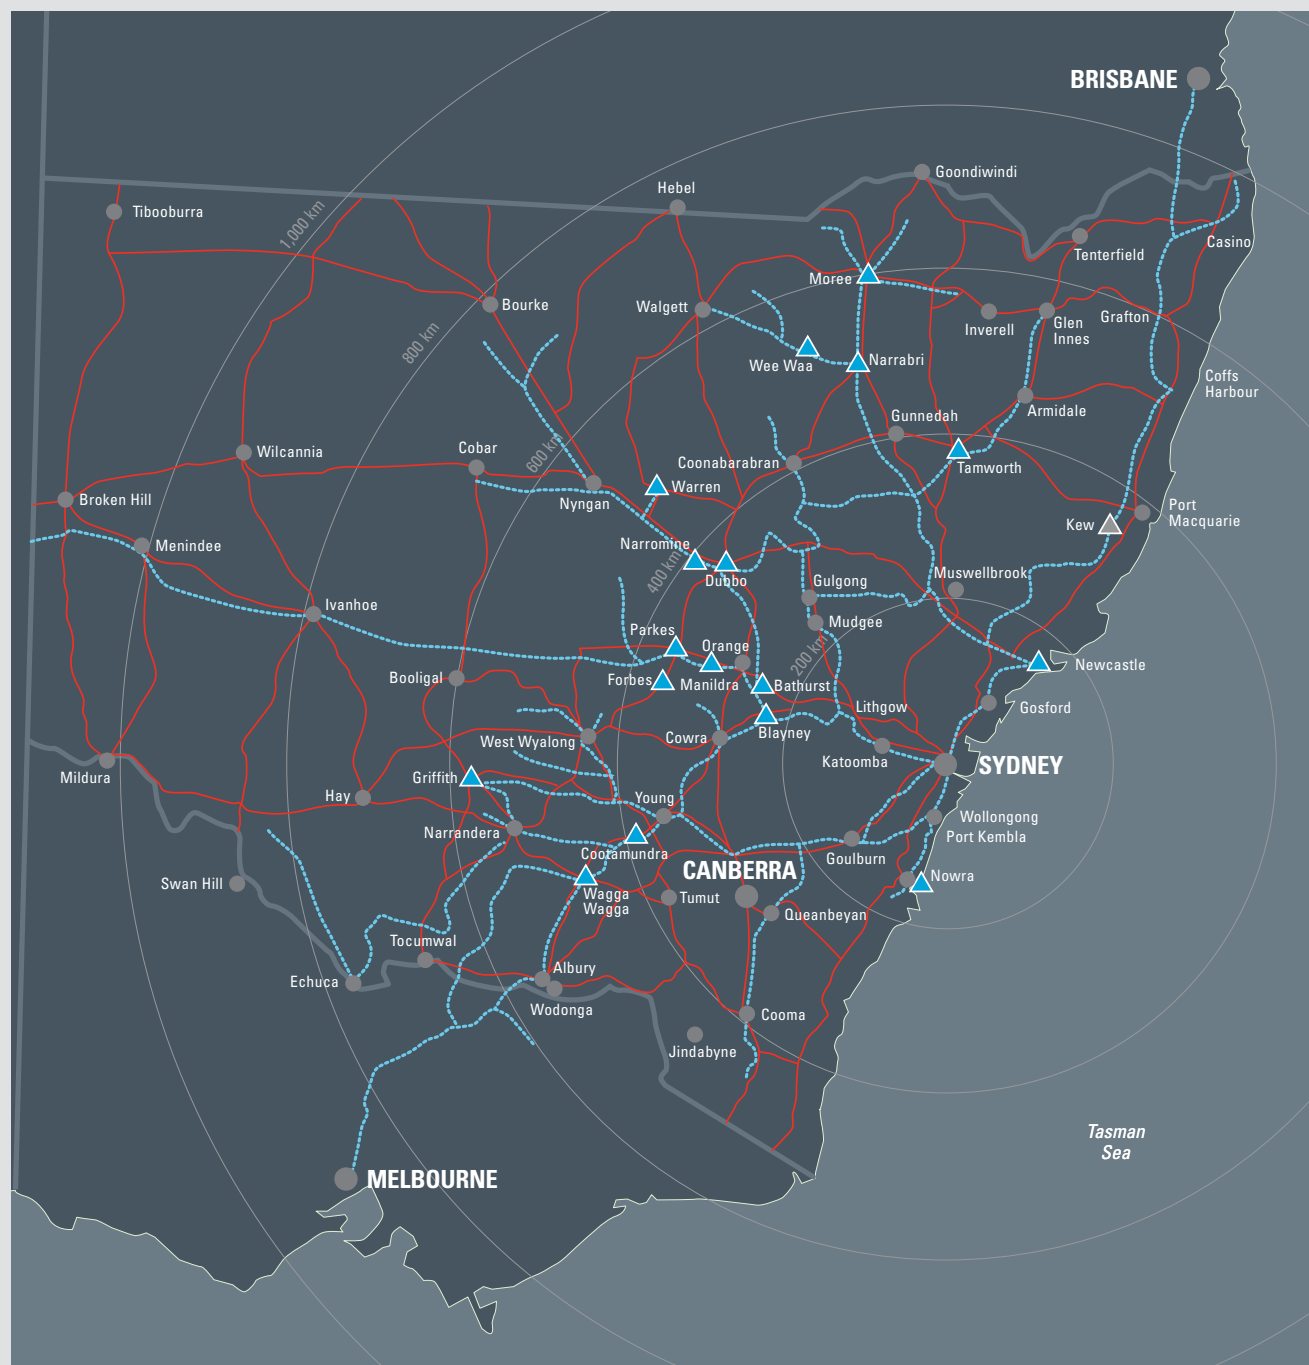 BRISBANE
Goondiwindi
Hebel
Tibooburra
1,000 km
Tenterfield
Casino
Moree
Bourke
Walgett
Inverell
Glen
Innes
Grafton
800 km
Wee Waa
Narrabri
Coffs
Harbour
Gunnedah
Armidale
Wilcannia
Cobar
600 km
Coonabarabran
Tamworth
Broken Hill
Nyngan
Warren
Port
Macquarie
Kew
Menindee
Narromine
Dubbo
400 km
Gulgong
Muswellbrook
Ivanhoe
Mudgee
Parkes
Orange
200 km
Newcastle
Booligal
Forbes
Manildra
Bathurst
Lithgow
Gosford
West Wyalong
Cowra
Blayney
Katoomba
SYDNEY
Mildura
Griffith
Hay
Young
Wollongong
Port Kembla
Narrandera
Cootamundra
Goulburn
CANBERRA
Swan Hill
Wagga
Wagga
Tumut
Nowra
Queanbeyan
Tocumwal
Albury
Echuca
Wodonga
Cooma
Jindabyne
Tasman
Sea
MELBOURNE